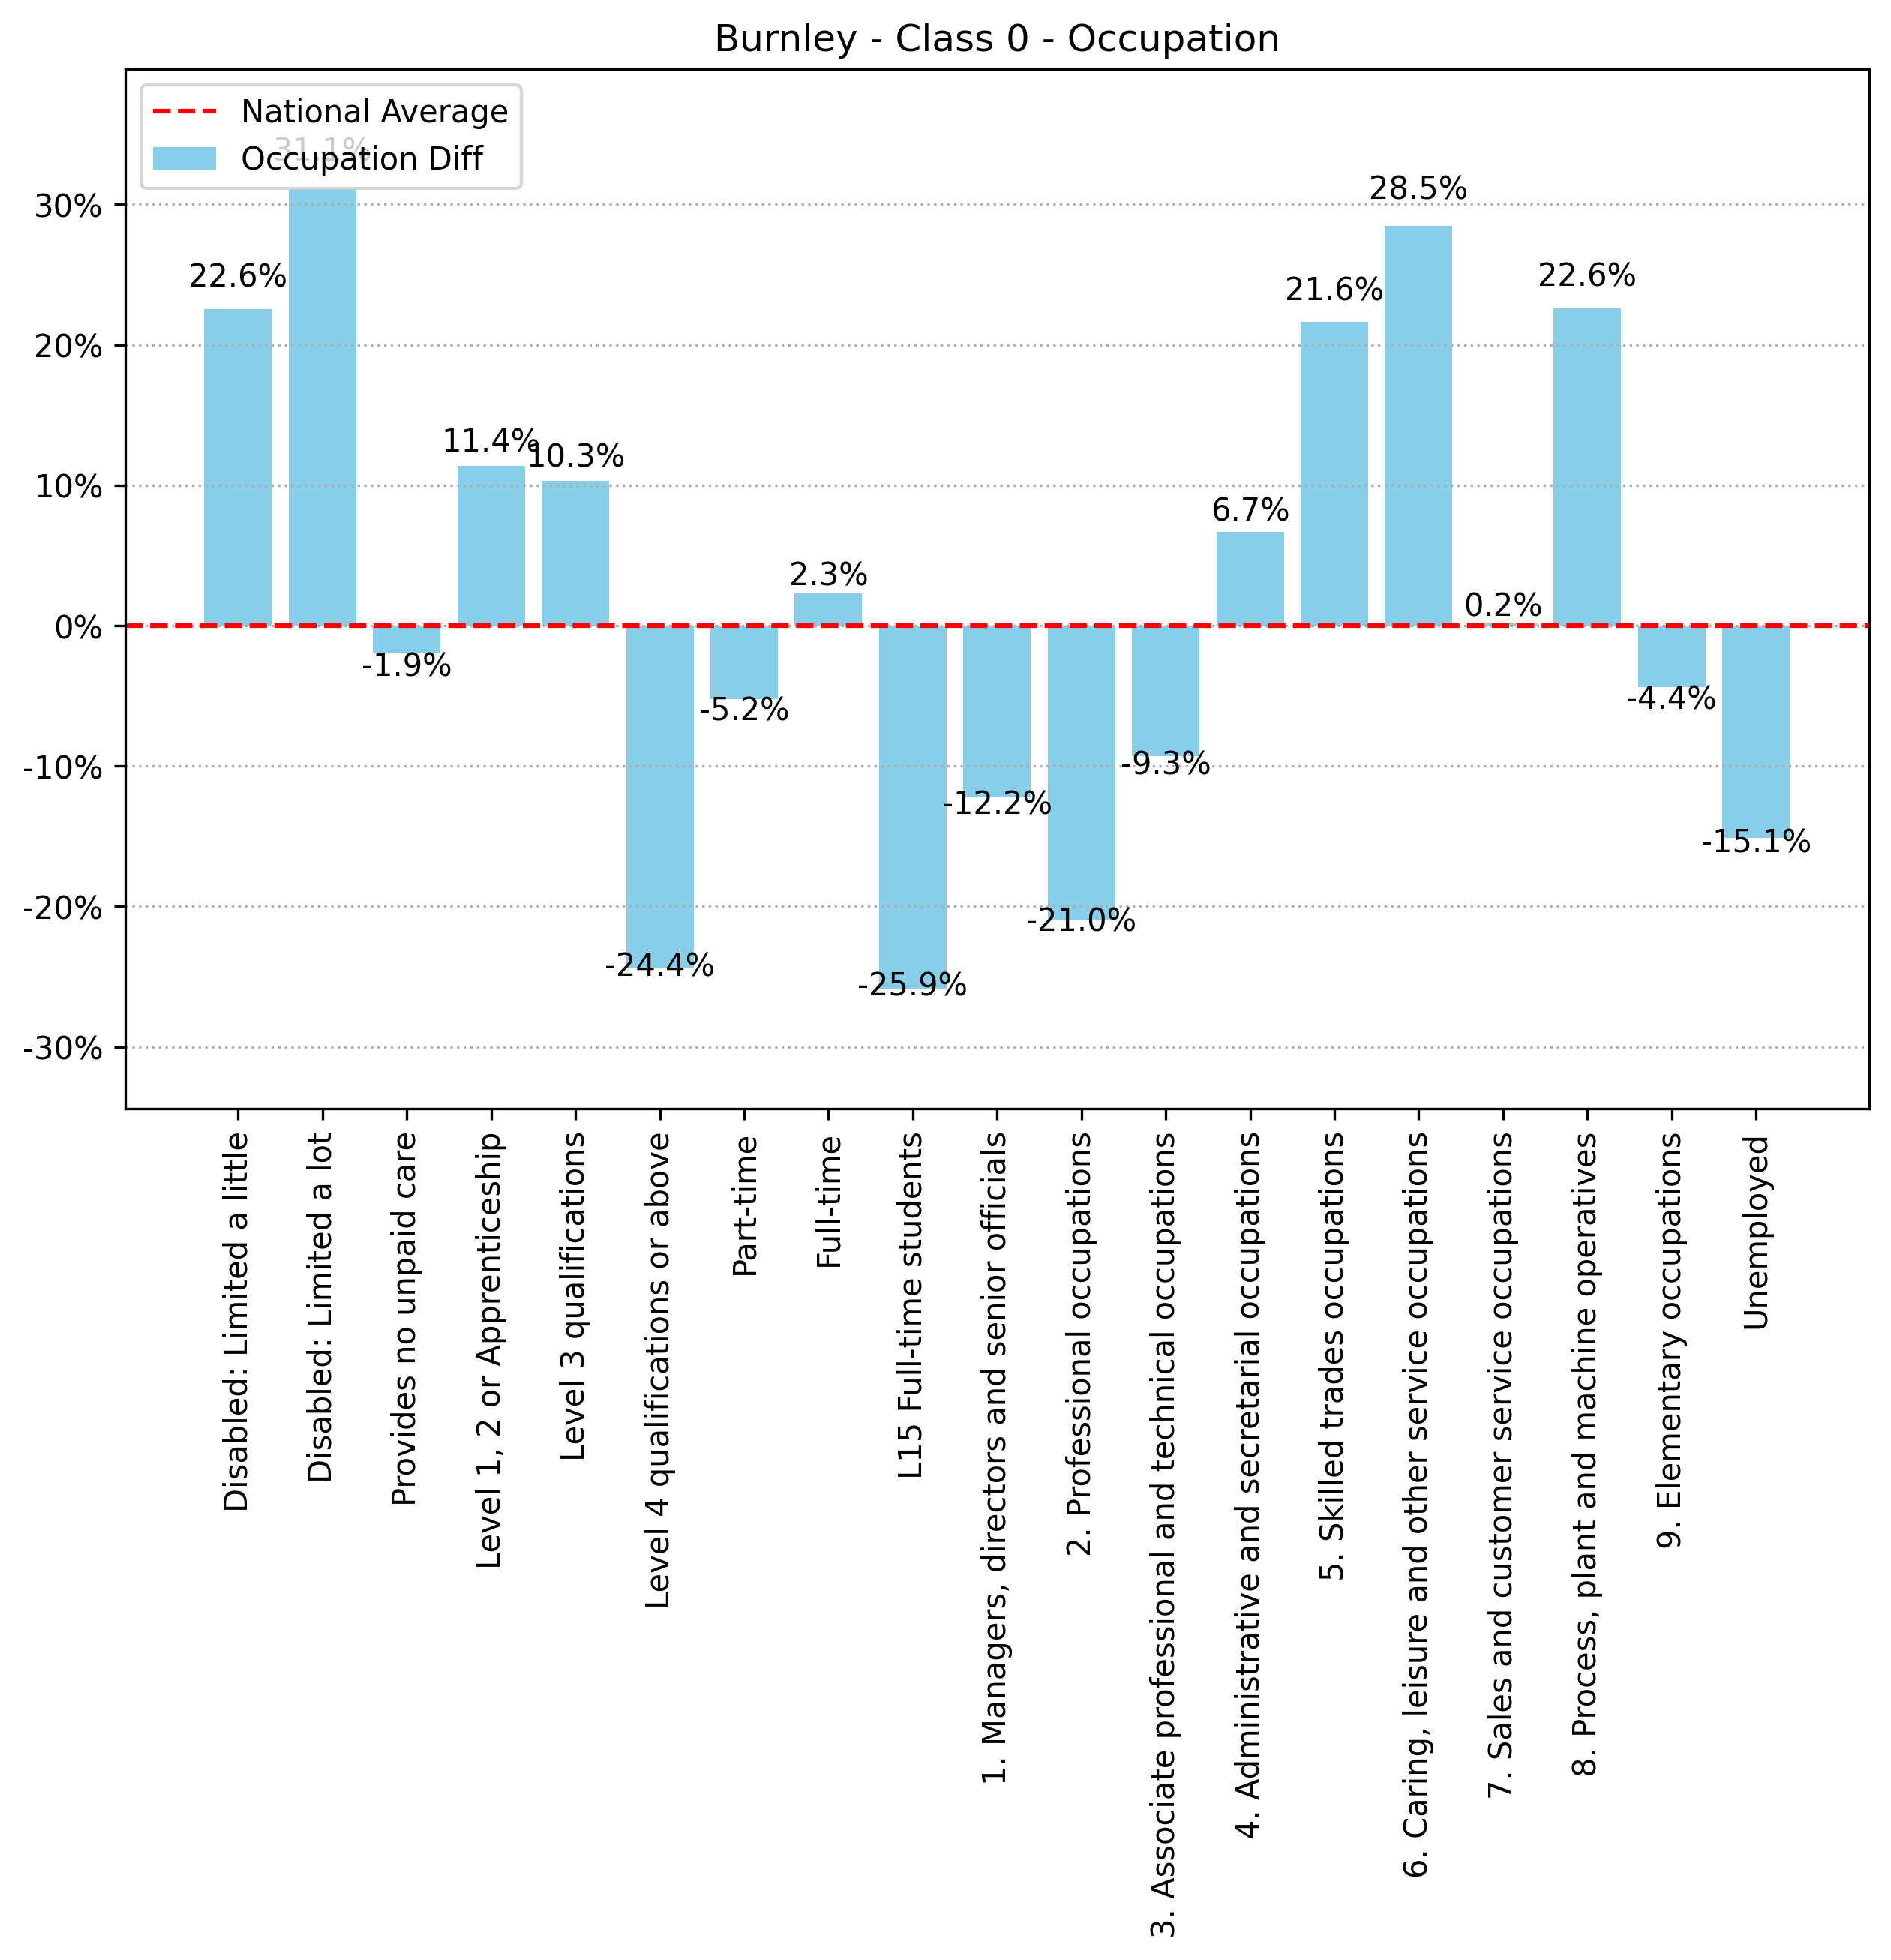 Burnley - Class 0 - Occupation
National Average
Occupation Diff
31.1%
30%
20%
10%
0%
-10%
-20%
-30%
22.6%
-1.9%
11.4%
10.3%
-24.4%
-5.2%
2.3%
-25.9%
-12.2%
-21.0%
-9.3%
6.7%
21.6%
28.5%
0.2%
22.6%
-4.4%
-15.1%
Disabled: Limited a little
Disabled: Limited a lot
Provides no unpaid care
Level 1, 2 or Apprenticeship
Level 3 qualifications
Level 4 qualifications or above
Part-time
Full-time
L15 Full-time students
1. Managers, directors and senior officials
2. Professional occupations
3. Associate professional and technical occupations
4. Administrative and secretarial occupations
5. Skilled trades occupations
6. Caring, leisure and other service occupations
7. Sales and customer service occupations
8. Process, plant and machine operatives
9. Elementary occupations
Unemployed